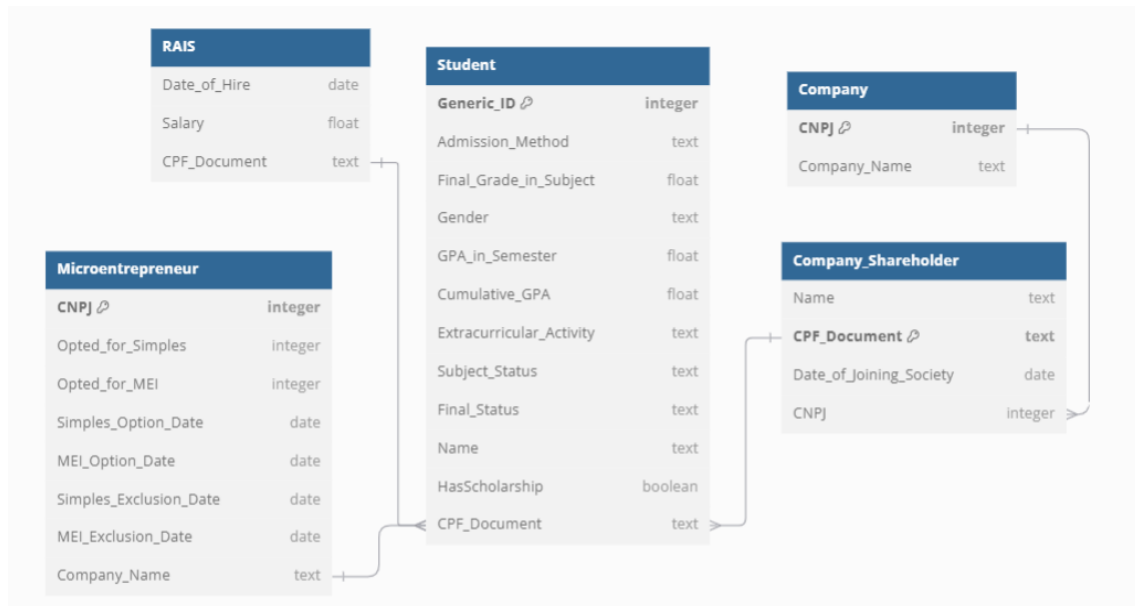 RAIS
Date_of_Hire date
Salary float
CPF_Document text
Microentrepreneur
CNPJ integer
Opted_for_Simples integer
Opted_for_MEI integer
Simples_Option_Date date
MEI_Option_Date date
Simples_Exclusion_Date date
MEI_Exclusion_Date date
Company_Name text
Student
Generic_ID integer
Admission_Method text
Final_Grade_in_Subject float
Gender text
GPA_in_Semester float
Cumulative_GPA float
Extracurricular_Activity text
Subject_Status text
Final_Status text
Name text
HasScholarship boolean
CPF_Document text
Company
CNPJ integer
Company_Name text
Company_Shareholder
Name text
CPF_Document text
Date_of_Joining_Society date
CNPJ integer